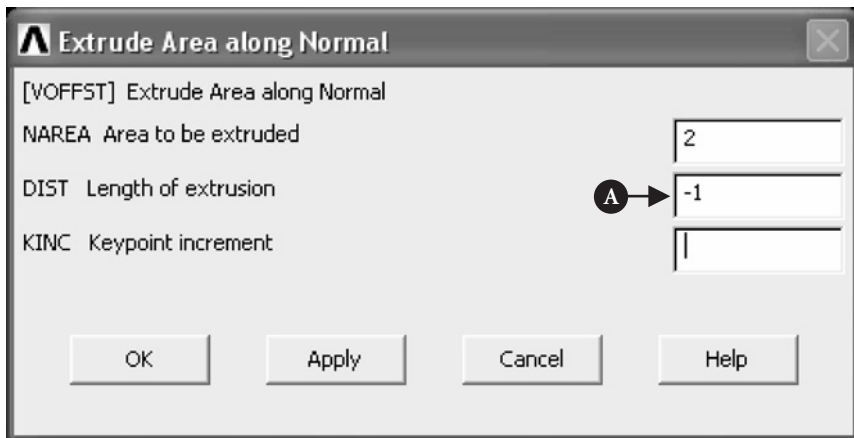 Extrude Area along Normal
[VOFFST] Extrude Area along Normal
NAREA Area to be extruded 2
DIST Length of extrusion A -1
KINC Keypoint increment
OK Apply Cancel Help